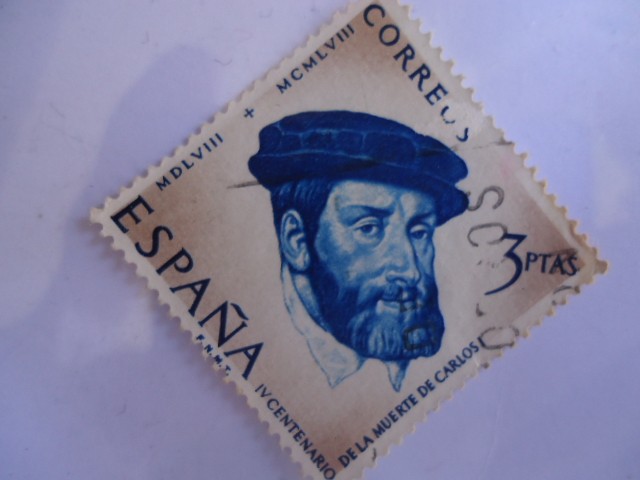 CORREOS
MDLVIII + MCMLVIII
ESPAÑA
3 PTAS
F.N.M.T.
IV CENTENARIO DE LA MUERTE DE CARLOS